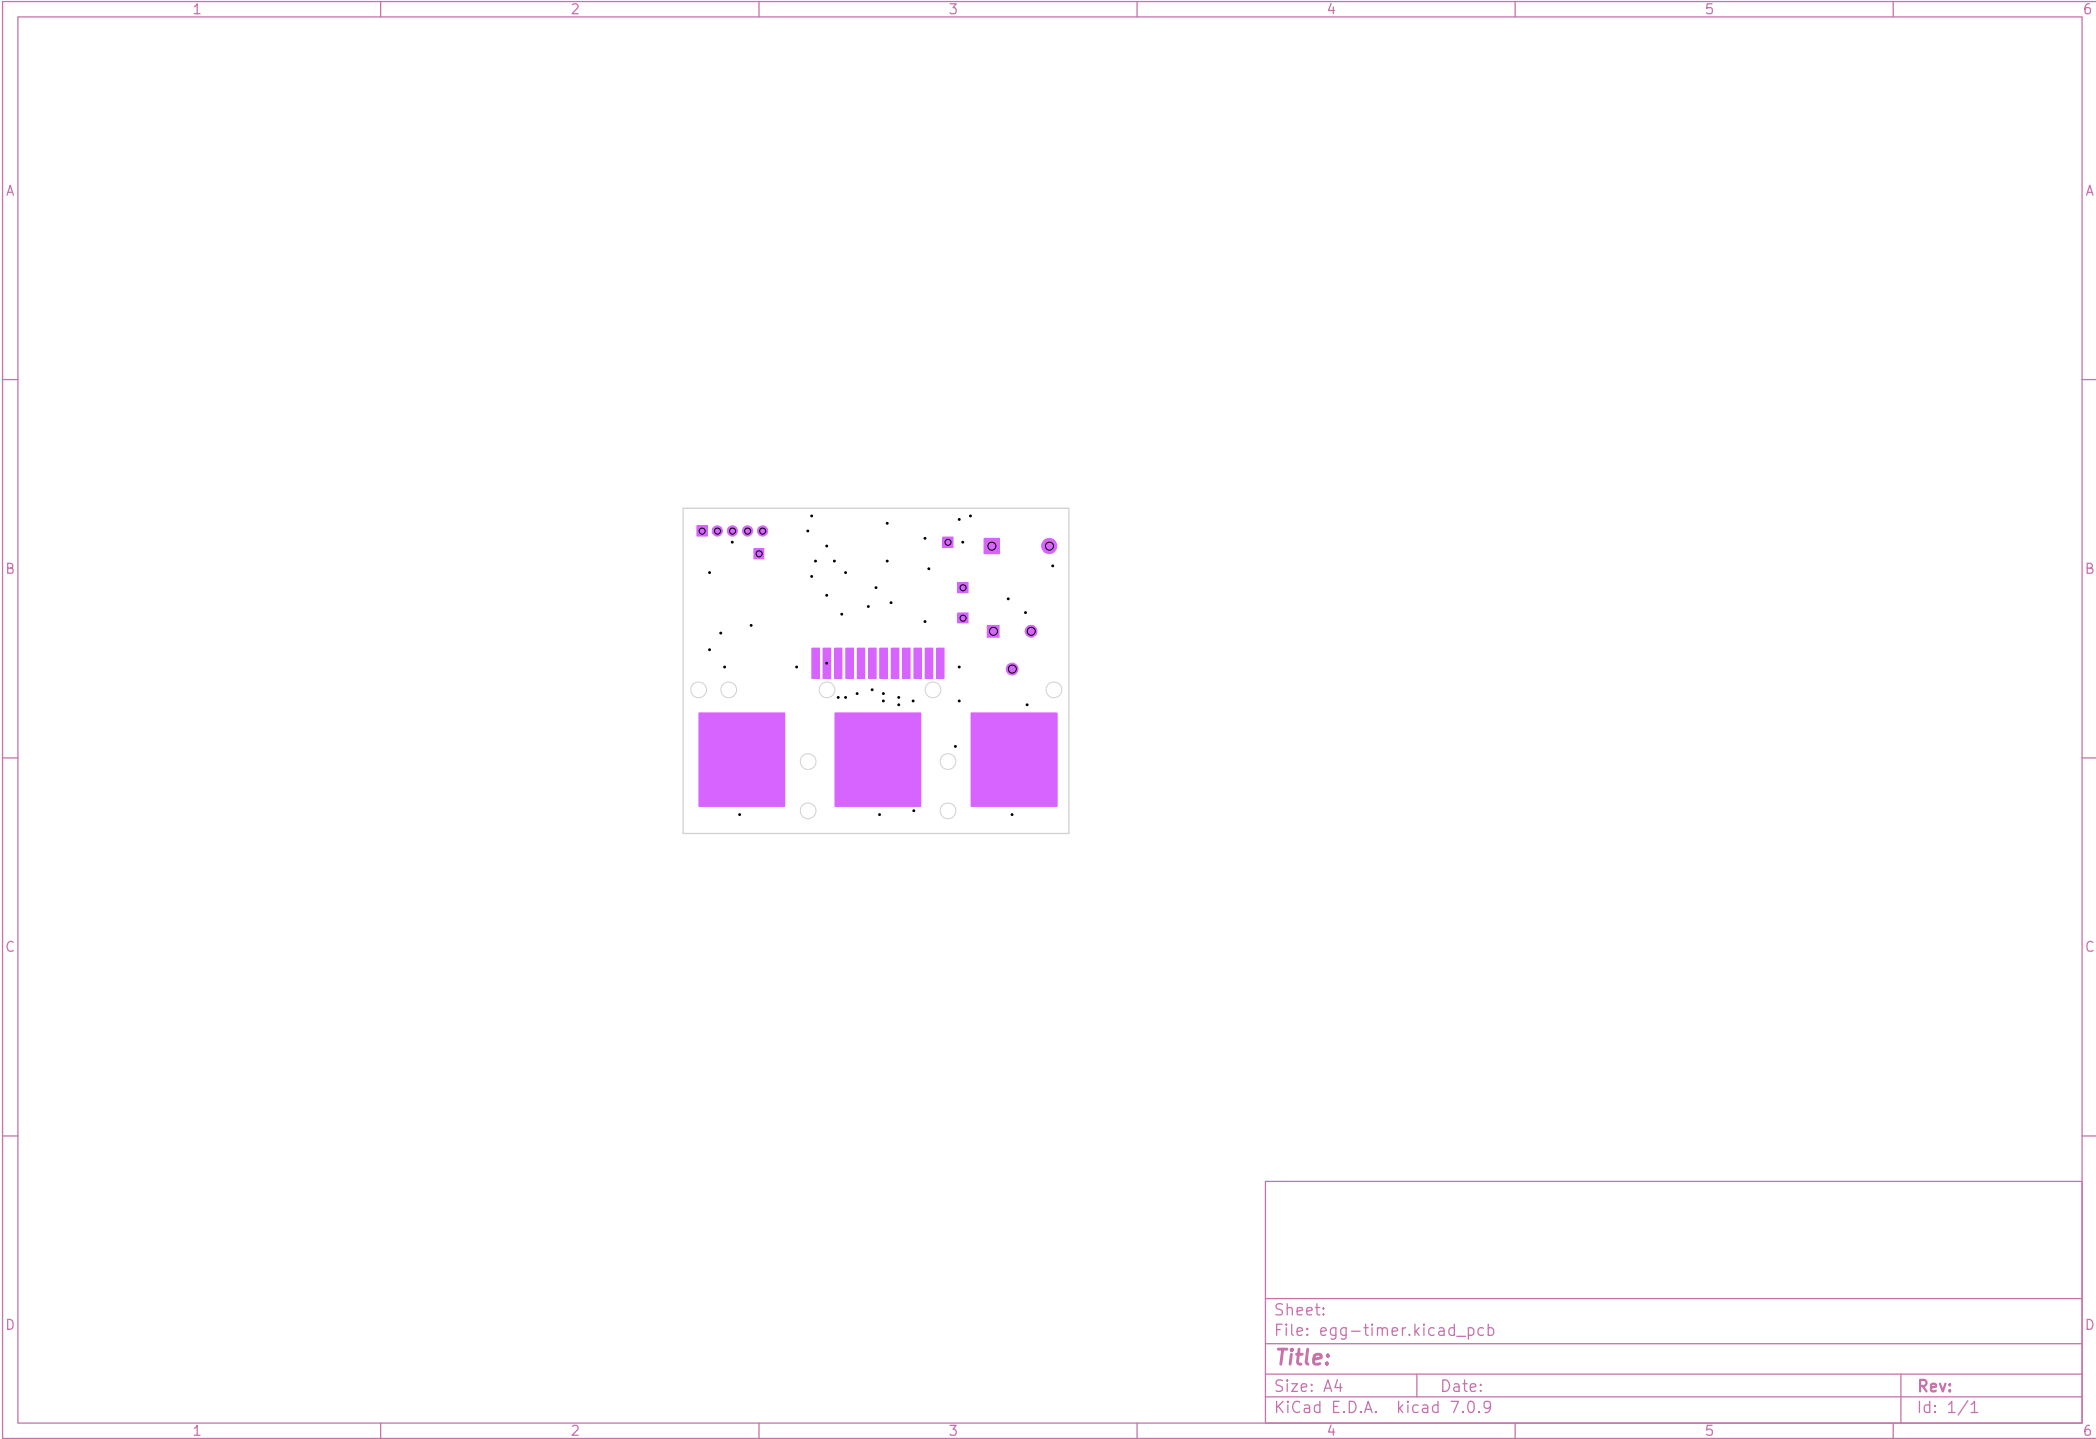 1 2 3 4 5 6
A A
B B
C C
Sheet:
File: egg-timer.kicad_pcb
D D
Title:
Size: A4 Date: Rev:
KiCad E.D.A. kicad 7.0.9 Id: 1/1
1 2 3 4 5 6